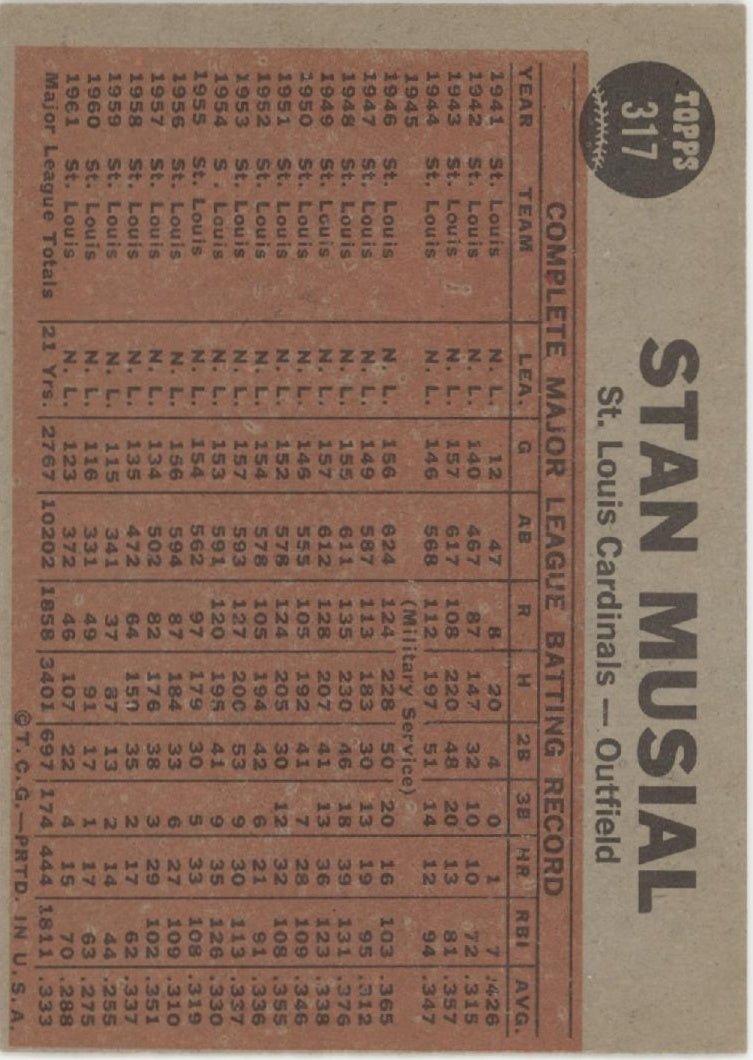 TOPPS
317
STAN MUSIAL
St. Louis Cardinals — Outfield
COMPLETE MAJOR LEAGUE BATTING RECORD
YEAR TEAM LEA. G AB R H 2B 3B HR RBI AVG.
1941 St. Louis N. L. 12 47 8 20 4 0 1 7 .426
1942 St. Louis N. L. 140 467 87 147 32 10 10 72 .315
1943 St. Louis N. L. 157 617 108 220 48 20 13 81 .357
1944 St. Louis N. L. 146 568 112 197 51 14 12 94 .347
1945 (Military Service)
1946 St. Louis N. L. 156 624 124 228 50 20 16 103 .365
1947 St. Louis N. L. 149 587 113 183 30 13 19 95 .312
1948 St. Louis N. L. 155 611 135 230 46 18 39 131 .376
1949 St. Louis N. L. 157 612 128 207 41 13 36 123 .338
1950 St. Louis N. L. 146 555 105 192 41 7 28 109 .346
1951 St. Louis N. L. 152 578 124 205 30 12 32 108 .355
1952 St. Louis N. L. 154 578 105 194 42 6 21 91 .336
1953 St. Louis N. L. 157 593 127 200 53 9 30 113 .337
1954 S . Louis N. L. 153 591 120 195 41 9 35 126 .330
1955 St. Louis N. L. 154 562 97 179 30 5 33 108 .319
1956 St. Louis N. L. 156 594 87 184 33 6 27 109 .310
1957 St. Louis N. L. 134 502 82 176 38 3 29 102 .351
1958 St. Louis N. L. 135 472 64 159 35 2 17 62 .337
1959 St. Louis N. L. 115 341 37 87 13 2 14 44 .255
1960 St. Louis N. L. 116 331 49 91 17 1 17 63 .275
1961 St. Louis N. L. 123 372 46 107 22 4 15 70 .288
Major League Totals 21 Yrs. 2767 10202 1858 3401 697 174 444 1811 .333
©T.C.G.—PRTD. IN U.S.A.